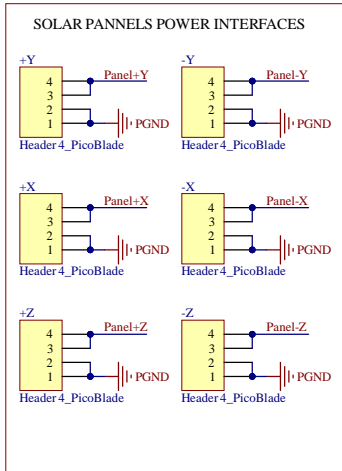 SOLAR PANNELS POWER INTERFACES
+Y -Y
4 Panel+Y 4 Panel-Y
3 3
2 2
1 PGND 1 PGND
Header 4_PicoBlade Header 4_PicoBlade
+X -X
4 Panel+X 4 Panel-X
3 3
2 2
1 PGND 1 PGND
Header 4_PicoBlade Header 4_PicoBlade
+Z -Z
4 Panel+Z 4 Panel-Z
3 3
2 2
1 PGND 1 PGND
Header 4_PicoBlade Header 4_PicoBlade